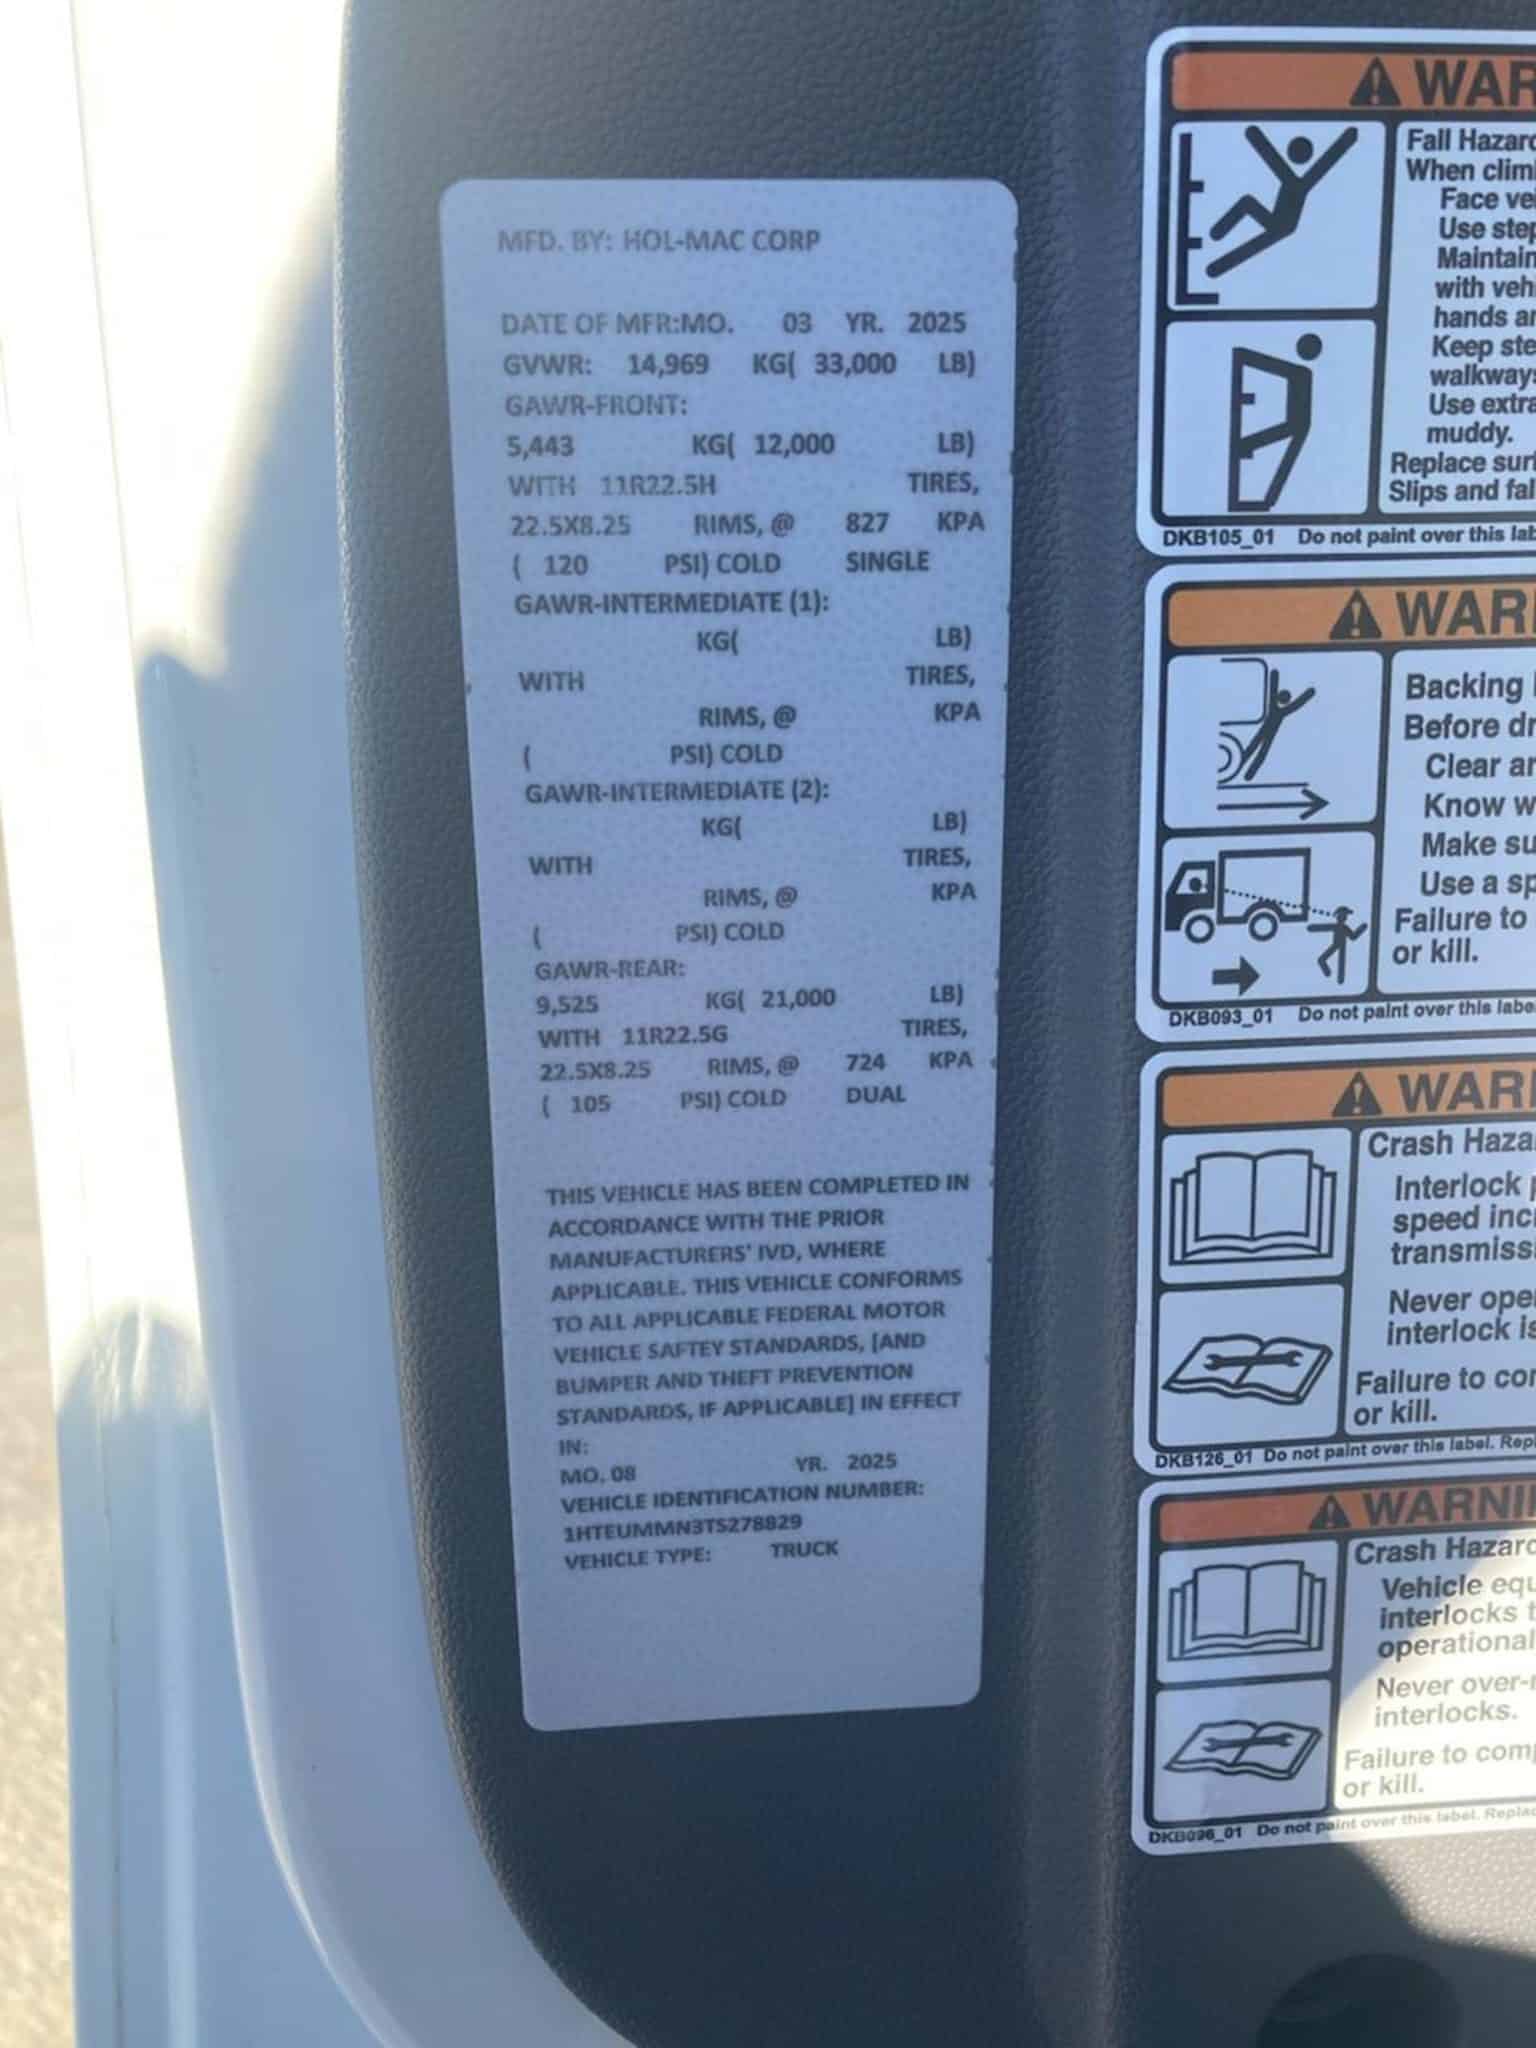 MFD. BY: HOL-MAC CORP
DATE OF MFR:MO. 03 YR. 2025
GVWR: 14,969 KG( 33,000 LB)
GAWR-FRONT:
5,443 KG( 12,000 LB)
WITH 11R22.5H TIRES,
22.5X8.25 RIMS, @ 827 KPA
( 120 PSI) COLD SINGLE
GAWR-INTERMEDIATE (1):
KG( LB)
WITH TIRES,
RIMS, @ KPA
( PSI) COLD
GAWR-INTERMEDIATE (2):
KG( LB)
WITH TIRES,
RIMS, @ KPA
( PSI) COLD
GAWR-REAR:
9,525 KG( 21,000 LB)
WITH 11R22.5G TIRES,
22.5X8.25 RIMS, @ 724 KPA
( 105 PSI) COLD DUAL
THIS VEHICLE HAS BEEN COMPLETED IN
ACCORDANCE WITH THE PRIOR
MANUFACTURERS' IVD, WHERE
APPLICABLE. THIS VEHICLE CONFORMS
TO ALL APPLICABLE FEDERAL MOTOR
VEHICLE SAFTEY STANDARDS, [AND
BUMPER AND THEFT PREVENTION
STANDARDS, IF APPLICABLE] IN EFFECT
IN:
MO. 08 YR. 2025
VEHICLE IDENTIFICATION NUMBER:
1HTEUMMN3TS278829
VEHICLE TYPE: TRUCK
WAR
Fall Hazard
When clim
Face ve
Use step
Maintain
with veh
hands an
Keep ste
walkways
Use extra
muddy.
Replace sur
Slips and fal
DKB105_01 Do not paint over this lab
WAR
Backing
Before dr
Clear ar
Know w
Make su
Use a sp
Failure to
or kill.
DKB093_01 Do not paint over this labe
WAR
Crash Haza
Interlock
speed inc
transmiss
Never ope
interlock is
Failure to co
or kill.
DKB126_01 Do not paint over this label. Repl
WARNIN
Crash Hazard
Vehicle equ
interlocks t
operational
Never over-r
interlocks.
Failure to comp
or kill.
DKB096_01 Do not paint over this label. Replac